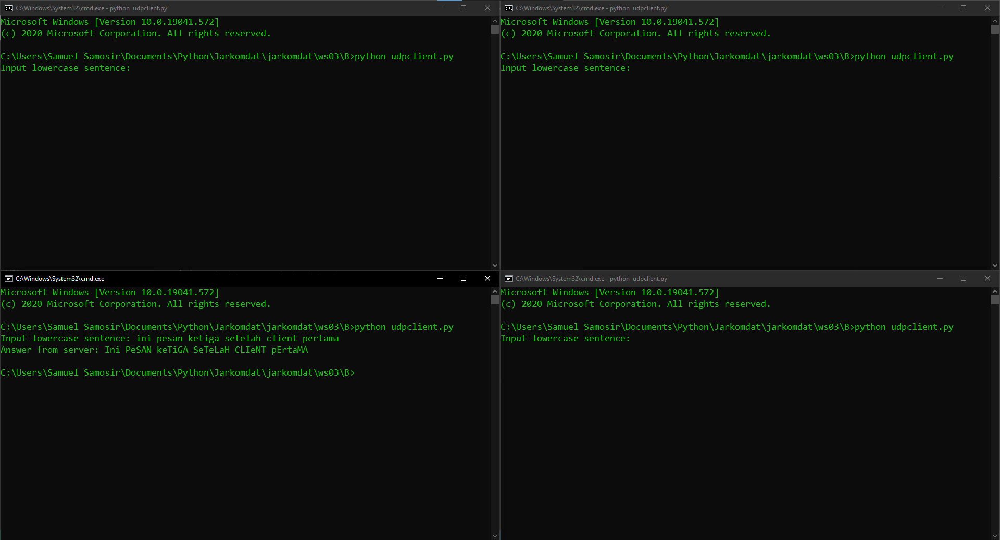 C:\Windows\System32\cmd.exe - python  udpclient.py
Microsoft Windows [Version 10.0.19041.572]
(c) 2020 Microsoft Corporation. All rights reserved.
C:\Users\Samuel Samosir\Documents\Python\Jarkomdat\jarkomdat\ws03\B>python udpclient.py
Input lowercase sentence:
C:\Windows\System32\cmd.exe - python  udpclient.py
Microsoft Windows [Version 10.0.19041.572]
(c) 2020 Microsoft Corporation. All rights reserved.
C:\Users\Samuel Samosir\Documents\Python\Jarkomdat\jarkomdat\ws03\B>python udpclient.py
Input lowercase sentence:
C:\Windows\System32\cmd.exe
Microsoft Windows [Version 10.0.19041.572]
(c) 2020 Microsoft Corporation. All rights reserved.
C:\Users\Samuel Samosir\Documents\Python\Jarkomdat\jarkomdat\ws03\B>python udpclient.py
Input lowercase sentence: ini pesan ketiga setelah client pertama
Answer from server: Ini PeSAN keTiGA SeTeLaH CLIeNT pErtaMA
C:\Users\Samuel Samosir\Documents\Python\Jarkomdat\jarkomdat\ws03\B>
C:\Windows\System32\cmd.exe - python  udpclient.py
Microsoft Windows [Version 10.0.19041.572]
(c) 2020 Microsoft Corporation. All rights reserved.
C:\Users\Samuel Samosir\Documents\Python\Jarkomdat\jarkomdat\ws03\B>python udpclient.py
Input lowercase sentence: